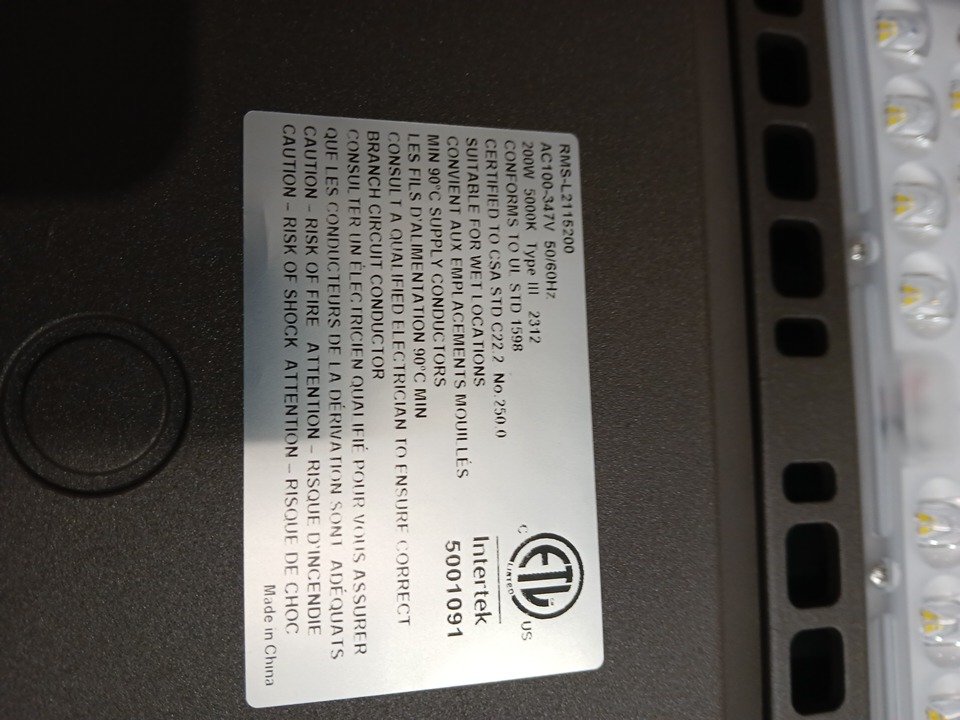 RMS-L2115200
AC100-347V 50/60Hz
200W 5000K Type III 2312
CONFORMS TO UL STD 1598
CERTIFIED TO CSA STD C22.2 No.250.0
SUITABLE FOR WET LOCATIONS
CONVIENT AUX EMPLACEMENTS MOUILLÉS
MIN 90°C SUPPLY CONDUCTORS
LES FILS D'ALIMENTATION 90°C MIN
CONSULT A QUALIFIED ELECTRICIAN TO ENSURE CORRECT
BRANCH CIRCUIT CONDUCTOR
CONSULTER UN ÉLECTRICIEN QUALIFIÉ POUR VOUS ASSURER
QUE LES CONDUCTEURS DE LA DÉRIVATION SONT ADÉQUATS
CAUTION – RISK OF FIRE ATTENTION – RISQUE D'INCENDIE
CAUTION – RISK OF SHOCK ATTENTION – RISQUE DE CHOC
C ETL US
LISTED
Intertek
5001091
Made in China